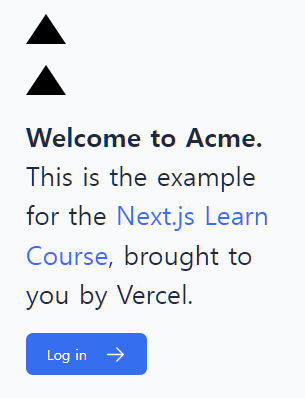 Welcome to Acme.
This is the example
for the Next.js Learn
Course, brought to
you by Vercel.
Log in